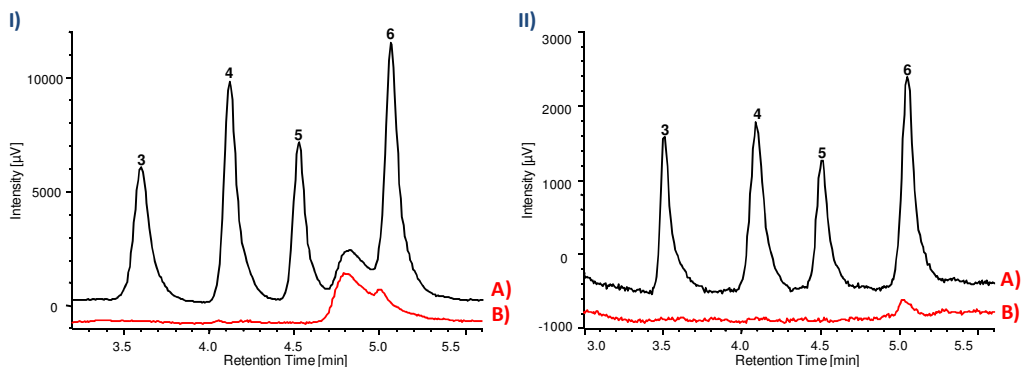 I)
Intensity [µV]
10000
5000
0
3
4
5
6
A)
B)
3.5
4.0
4.5
5.0
5.5
Retention Time [min]
II)
Intensity [µV]
3000
2000
1000
0
-1000
3
4
5
6
A)
B)
3.0
3.5
4.0
4.5
5.0
5.5
Retention Time [min]